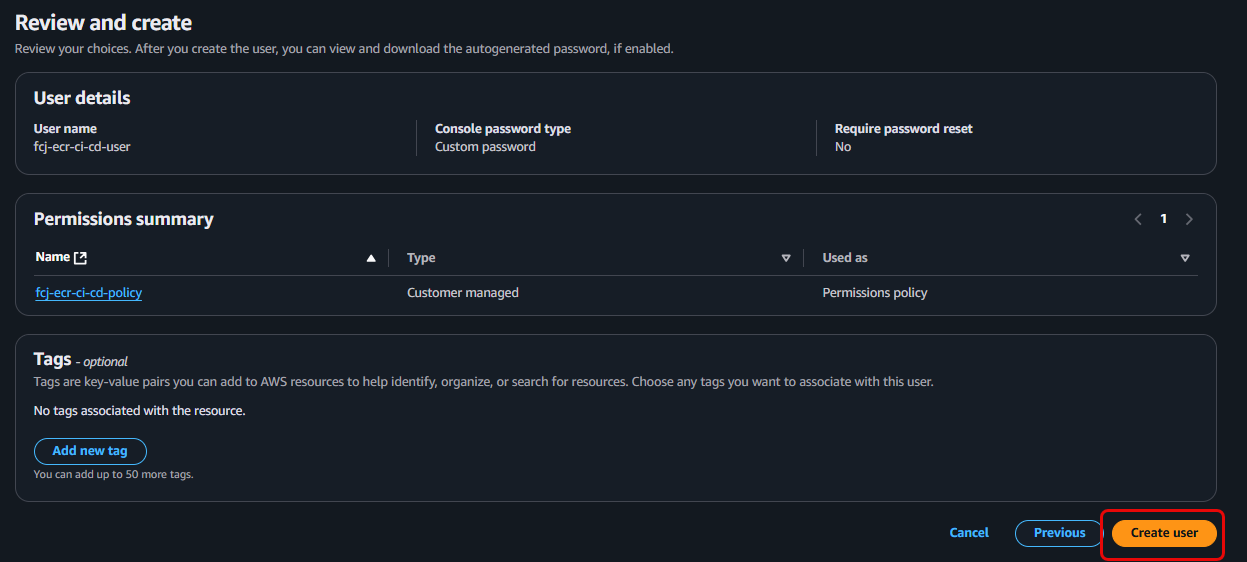 Review and create
Review your choices. After you create the user, you can view and download the autogenerated password, if enabled.
User details
User name
fcj-ecr-ci-cd-user
Console password type
Custom password
Require password reset
No
Permissions summary
1
Name
Type
Used as
fcj-ecr-ci-cd-policy
Customer managed
Permissions policy
Tags - optional
Tags are key-value pairs you can add to AWS resources to help identify, organize, or search for resources. Choose any tags you want to associate with this user.
No tags associated with the resource.
Add new tag
You can add up to 50 more tags.
Cancel
Previous
Create user